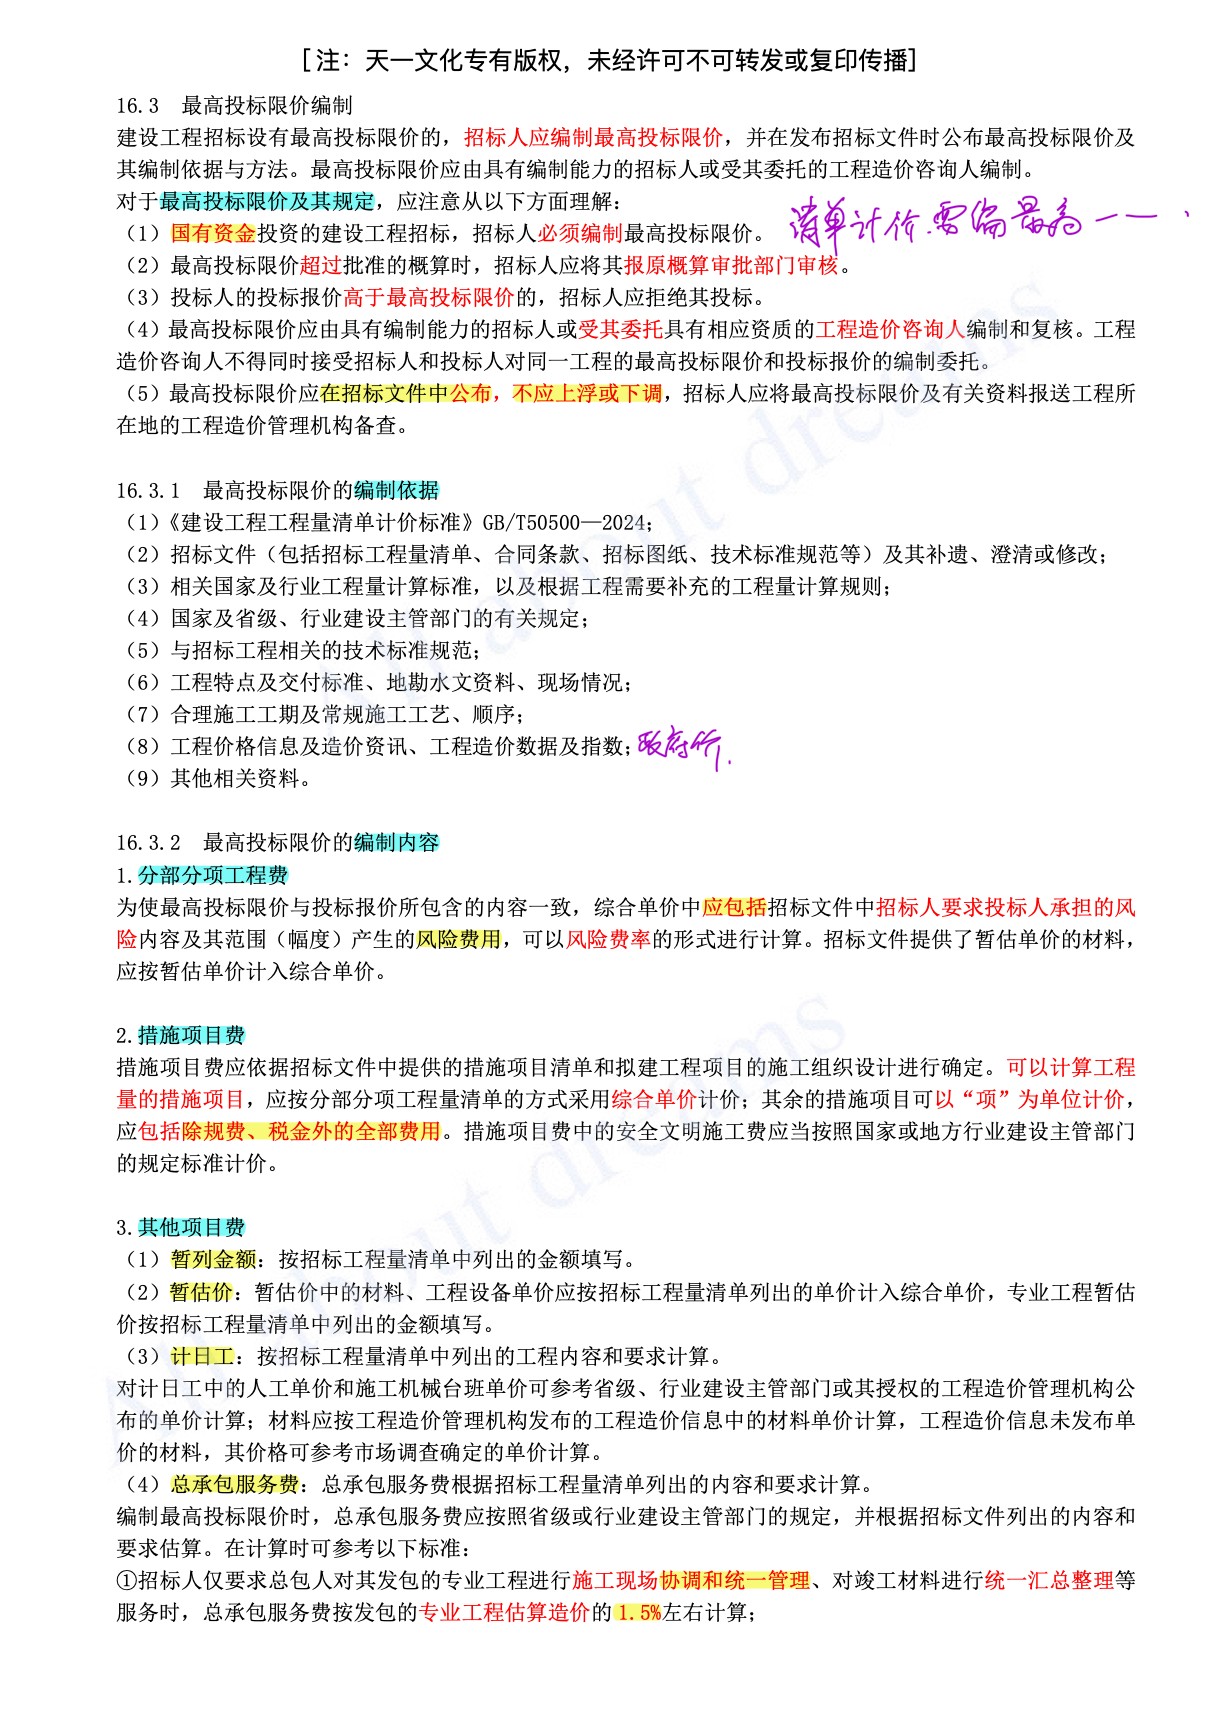 [注：天一文化专有版权，未经许可不可转发或复印传播]
16.3 最高投标限价编制
建设工程招标设有最高投标限价的，招标人应编制最高投标限价，并在发布招标文件时公布最高投标限价及
其编制依据与方法。最高投标限价应由具有编制能力的招标人或受其委托的工程造价咨询人编制。
对于最高投标限价及其规定，应注意从以下方面理解：
（1）国有资金投资的建设工程招标，招标人必须编制最高投标限价。
清单计价.需编最高一一.
（2）最高投标限价超过批准的概算时，招标人应将其报原概算审批部门审核。
（3）投标人的投标报价高于最高投标限价的，招标人应拒绝其投标。
（4）最高投标限价应由具有编制能力的招标人或受其委托具有相应资质的工程造价咨询人编制和复核。工程
造价咨询人不得同时接受招标人和投标人对同一工程的最高投标限价和投标报价的编制委托。
（5）最高投标限价应在招标文件中公布，不应上浮或下调，招标人应将最高投标限价及有关资料报送工程所
在地的工程造价管理机构备查。
16.3.1 最高投标限价的编制依据
（1）《建设工程工程量清单计价标准》GB/T50500—2024；
（2）招标文件（包括招标工程量清单、合同条款、招标图纸、技术标准规范等）及其补遗、澄清或修改；
（3）相关国家及行业工程量计算标准，以及根据工程需要补充的工程量计算规则；
（4）国家及省级、行业建设主管部门的有关规定；
（5）与招标工程相关的技术标准规范；
（6）工程特点及交付标准、地勘水文资料、现场情况；
（7）合理施工工期及常规施工工艺、顺序；
（8）工程价格信息及造价资讯、工程造价数据及指数；政府价.
（9）其他相关资料。
16.3.2 最高投标限价的编制内容
1.分部分项工程费
为使最高投标限价与投标报价所包含的内容一致，综合单价中应包括招标文件中招标人要求投标人承担的风
险内容及其范围（幅度）产生的风险费用，可以风险费率的形式进行计算。招标文件提供了暂估单价的材料，
应按暂估单价计入综合单价。
2.措施项目费
措施项目费应依据招标文件中提供的措施项目清单和拟建工程项目的施工组织设计进行确定。可以计算工程
量的措施项目，应按分部分项工程量清单的方式采用综合单价计价；其余的措施项目可以“项”为单位计价，
应包括除规费、税金外的全部费用。措施项目费中的安全文明施工费应当按照国家或地方行业建设主管部门
的规定标准计价。
3.其他项目费
（1）暂列金额：按招标工程量清单中列出的金额填写。
（2）暂估价：暂估价中的材料、工程设备单价应按招标工程量清单列出的单价计入综合单价，专业工程暂估
价按招标工程量清单中列出的金额填写。
（3）计日工：按招标工程量清单中列出的工程内容和要求计算。
对计日工中的人工单价和施工机械台班单价可参考省级、行业建设主管部门或其授权的工程造价管理机构公
布的单价计算；材料应按工程造价管理机构发布的工程造价信息中的材料单价计算，工程造价信息未发布单
价的材料，其价格可参考市场调查确定的单价计算。
（4）总承包服务费：总承包服务费根据招标工程量清单列出的内容和要求计算。
编制最高投标限价时，总承包服务费应按照省级或行业建设主管部门的规定，并根据招标文件列出的内容和
要求估算。在计算时可参考以下标准：
①招标人仅要求总包人对其发包的专业工程进行施工现场协调和统一管理、对竣工材料进行统一汇总整理等
服务时，总承包服务费按发包的专业工程估算造价的 1.5%左右计算；
All about dreams
All about dreams